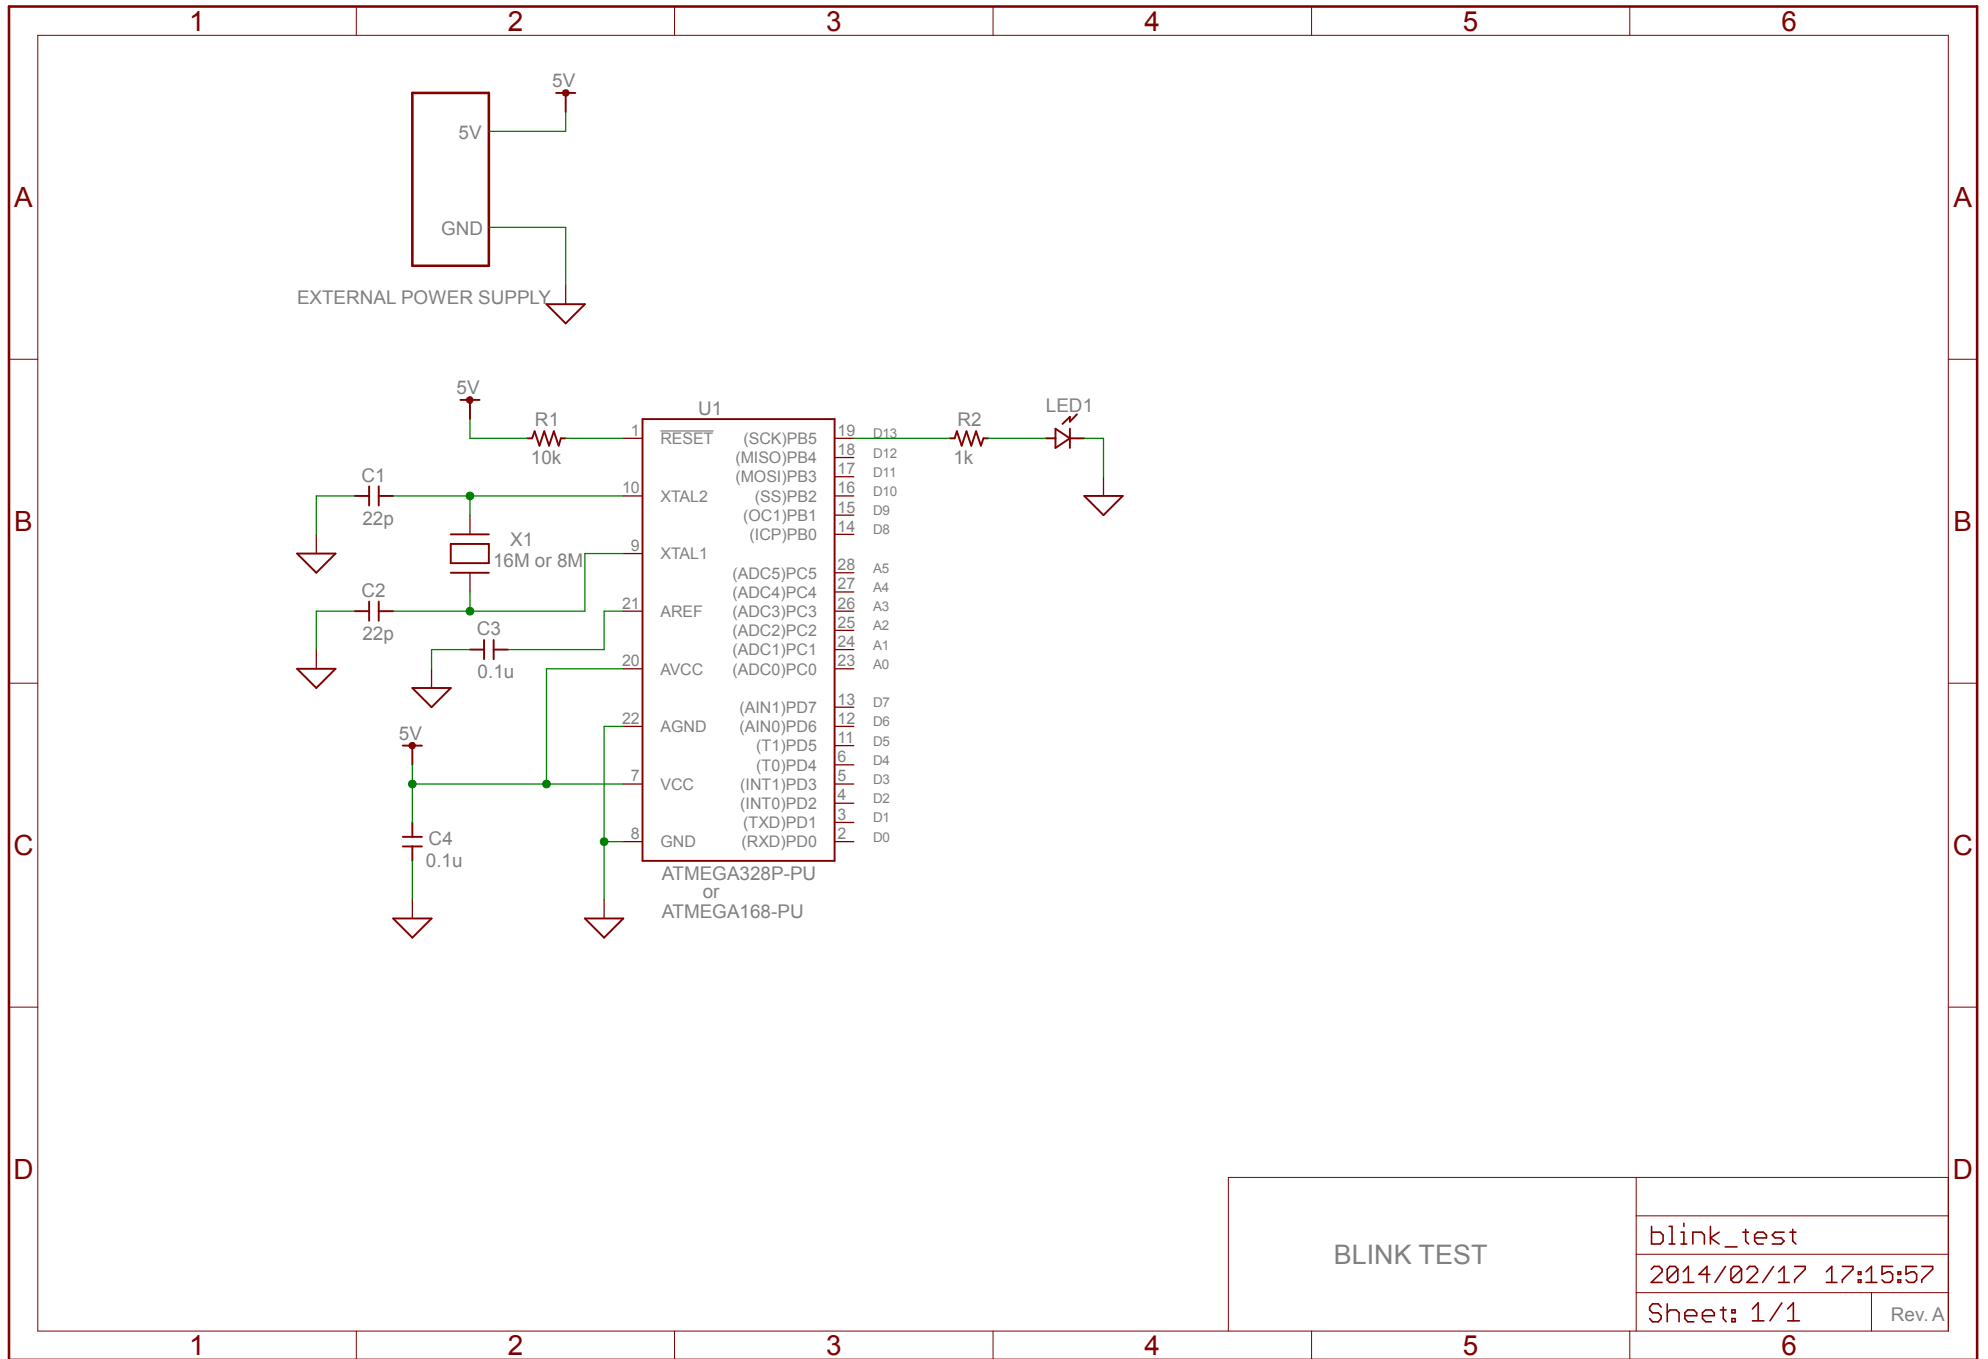 1 2 3 4 5 6
A A
5V
5V
GND
EXTERNAL POWER SUPPLY
B B
5V
R1
10k
C1
22p
X1
16M or 8M
C2
22p
C3
0.1u
5V
C4
0.1u
U1
1 RESET
10 XTAL2
9 XTAL1
21 AREF
20 AVCC
22 AGND
7 VCC
8 GND
(SCK)PB5 19 D13
(MISO)PB4 18 D12
(MOSI)PB3 17 D11
(SS)PB2 16 D10
(OC1)PB1 15 D9
(ICP)PB0 14 D8
(ADC5)PC5 28 A5
(ADC4)PC4 27 A4
(ADC3)PC3 26 A3
(ADC2)PC2 25 A2
(ADC1)PC1 24 A1
(ADC0)PC0 23 A0
(AIN1)PD7 13 D7
(AIN0)PD6 12 D6
(T1)PD5 11 D5
(T0)PD4 6 D4
(INT1)PD3 5 D3
(INT0)PD2 4 D2
(TXD)PD1 3 D1
(RXD)PD0 2 D0
ATMEGA328P-PU
or
ATMEGA168-PU
R2
1k
LED1
C C
D D
BLINK TEST
blink_test
2014/02/17 17:15:57
Sheet: 1/1
Rev. A
1 2 3 4 5 6